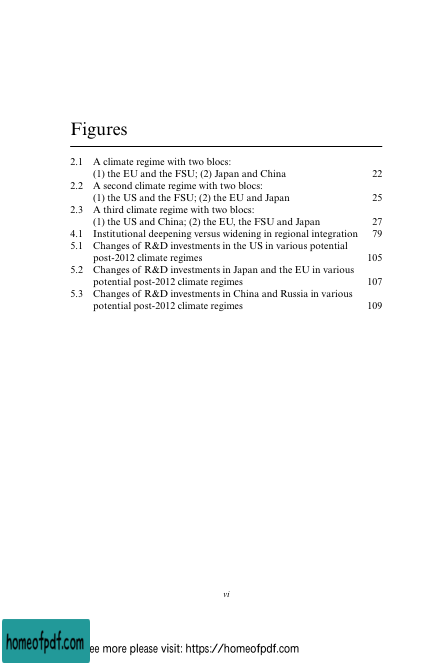 Figures
2.1 A climate regime with two blocs:
(1) the EU and the FSU; (2) Japan and China 22
2.2 A second climate regime with two blocs:
(1) the US and the FSU; (2) the EU and Japan 25
2.3 A third climate regime with two blocs:
(1) the US and China; (2) EU, the FSU and Japan 27
4.1 Institutional deepening versus widening in regional integration 79
5.1 Changes of R&D investments in the US in various potential
post-2012 climate regimes 105
5.2 Changes of R&D investments in Japan and the EU in various
potential post-2012 climate regimes 107
5.3 Changes of R&D investments in China and Russia in various
potential post-2012 climate regimes 109
vi
homeofpdf.com
ee more please visit: https://homeofpdf.com